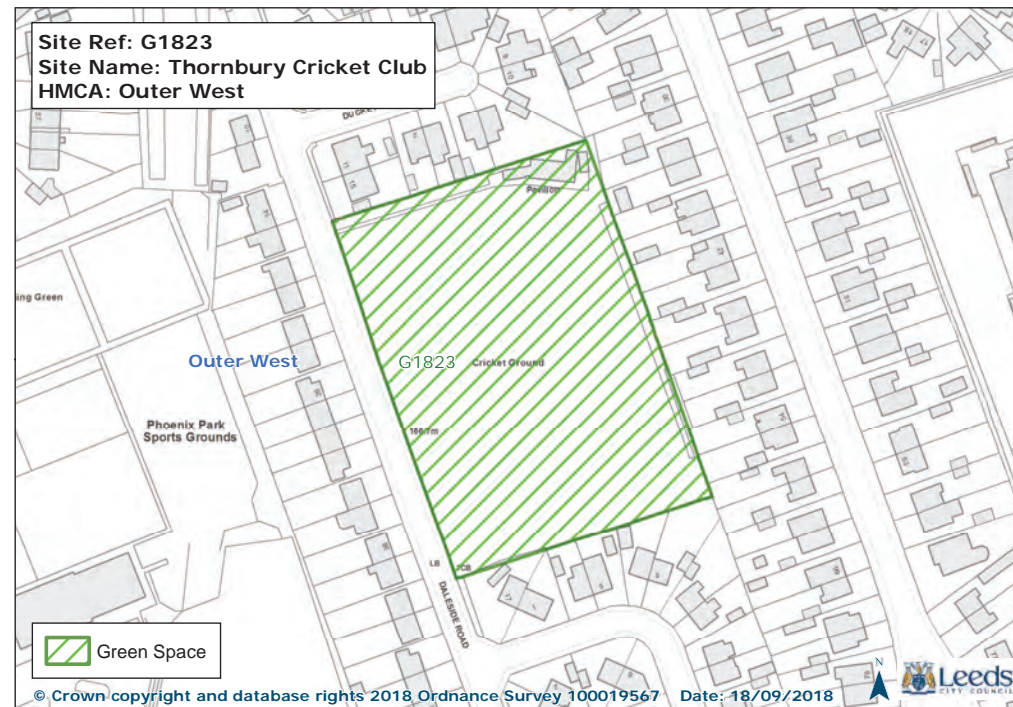 Site Ref: G1823
Site Name: Thornbury Cricket Club
HMCA: Outer West
Pavilion
ing Green
Outer West
G1823
Cricket Ground
Phoenix Park
Sports Grounds
LB
TCB
DALESIDE ROAD
Green Space
N
Leeds
CITY COUNCIL
© Crown copyright and database rights 2018 Ordnance Survey 100019567 Date: 18/09/2018